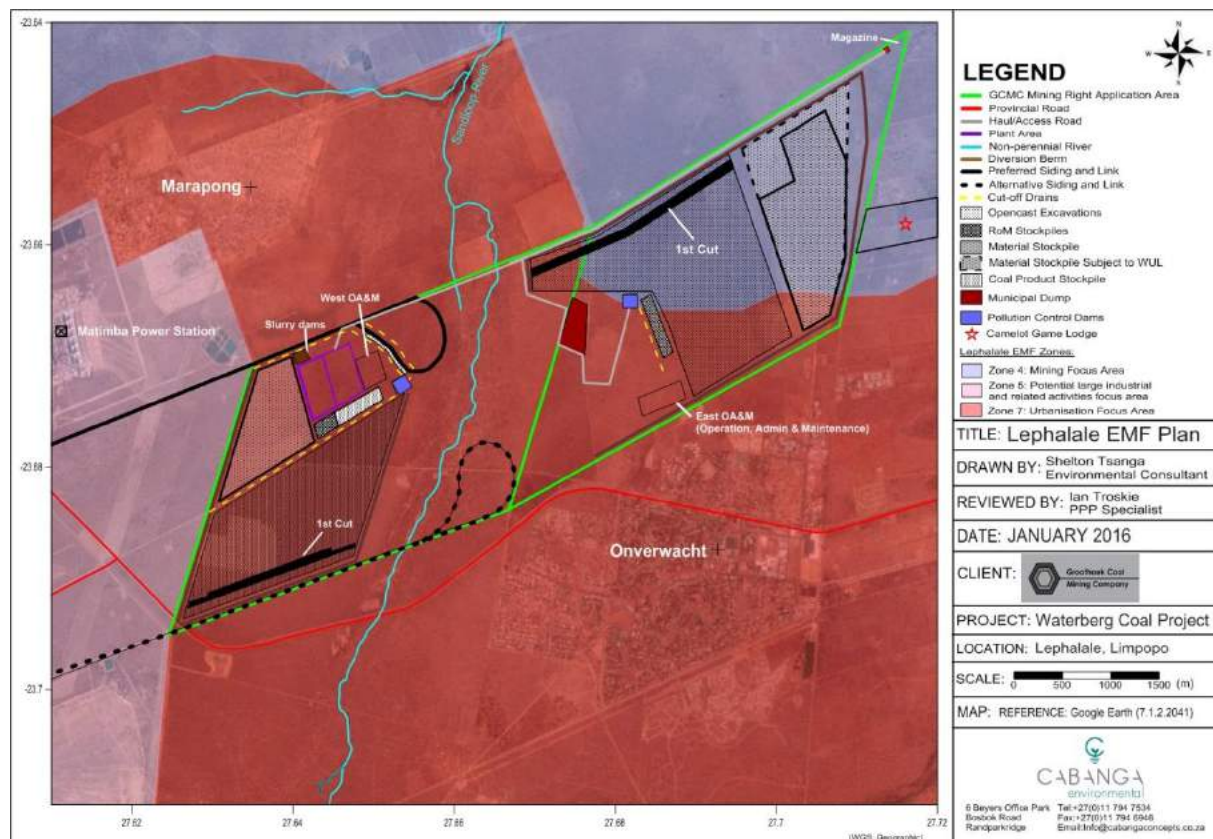 -23.64
-23.66
-23.68
-23.7
27.62
27.64
27.66
27.68
27.7
27.72
(WGS Geographic)
Magazine
Sandloop River
Marapong
1st Cut
West OA&M
Slurry dams
Matimba Power Station
East OA&M
(Operation, Admin & Maintenance)
1st Cut
Onverwacht
N
W
E
S
LEGEND
GCMC Mining Right Application Area
Provincial Road
Haul/Access Road
Plant Area
Non-perennial River
Diversion Berm
Preferred Siding and Link
Alternative Siding and Link
Cut-off Drains
Opencast Excavations
RoM Stockpiles
Material Stockpile
Material Stockpile Subject to WUL
Coal Product Stockpile
Municipal Dump
Pollution Control Dams
Camelot Game Lodge
Lephalale EMF Zones:
Zone 4: Mining Focus Area
Zone 5: Potential large industrial
and related activities focus area
Zone 7: Urbanisation Focus Area
TITLE: Lephalale EMF Plan
DRAWN BY: Shelton Tsanga
Environmental Consultant
REVIEWED BY: Ian Troskie
PPP Specialist
DATE: JANUARY 2016
CLIENT:
Groothoek Coal
Mining Company
PROJECT: Waterberg Coal Project
LOCATION: Lephalale, Limpopo
SCALE: 0 500 1000 1500 (m)
MAP: REFERENCE: Google Earth (7.1.2.2041)
CABANGA
environmental
6 Beyers Office Park Tel:+27(0)11 794 7534
Bosbok Road Fax:+27(0)11 794 6946
Randparkridge Email:info@cabangaconcepts.co.za